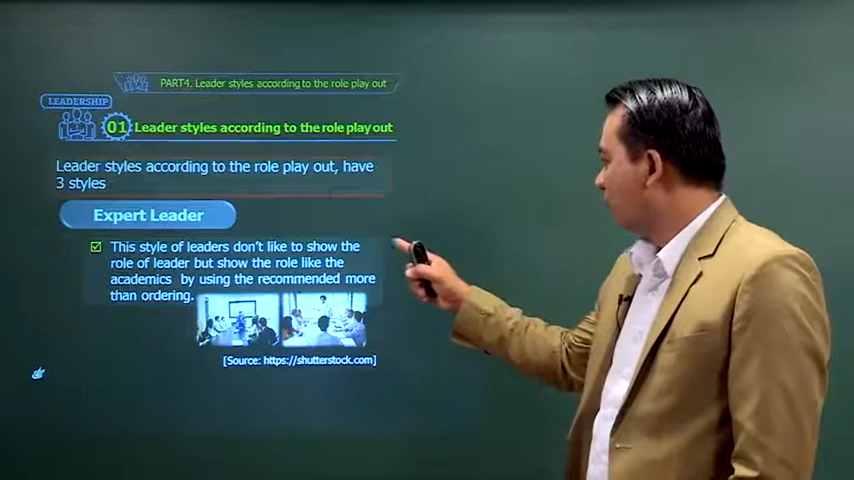 PART4. Leader styles according to the role play out
LEADERSHIP
01 Leader styles according to the role play out
Leader styles according to the role play out, have
3 styles
Expert Leader
This style of leaders don't like to show the
role of leader but show the role like the
academics by using the recommended more
than ordering.
[Source: https://shutterstock.com]